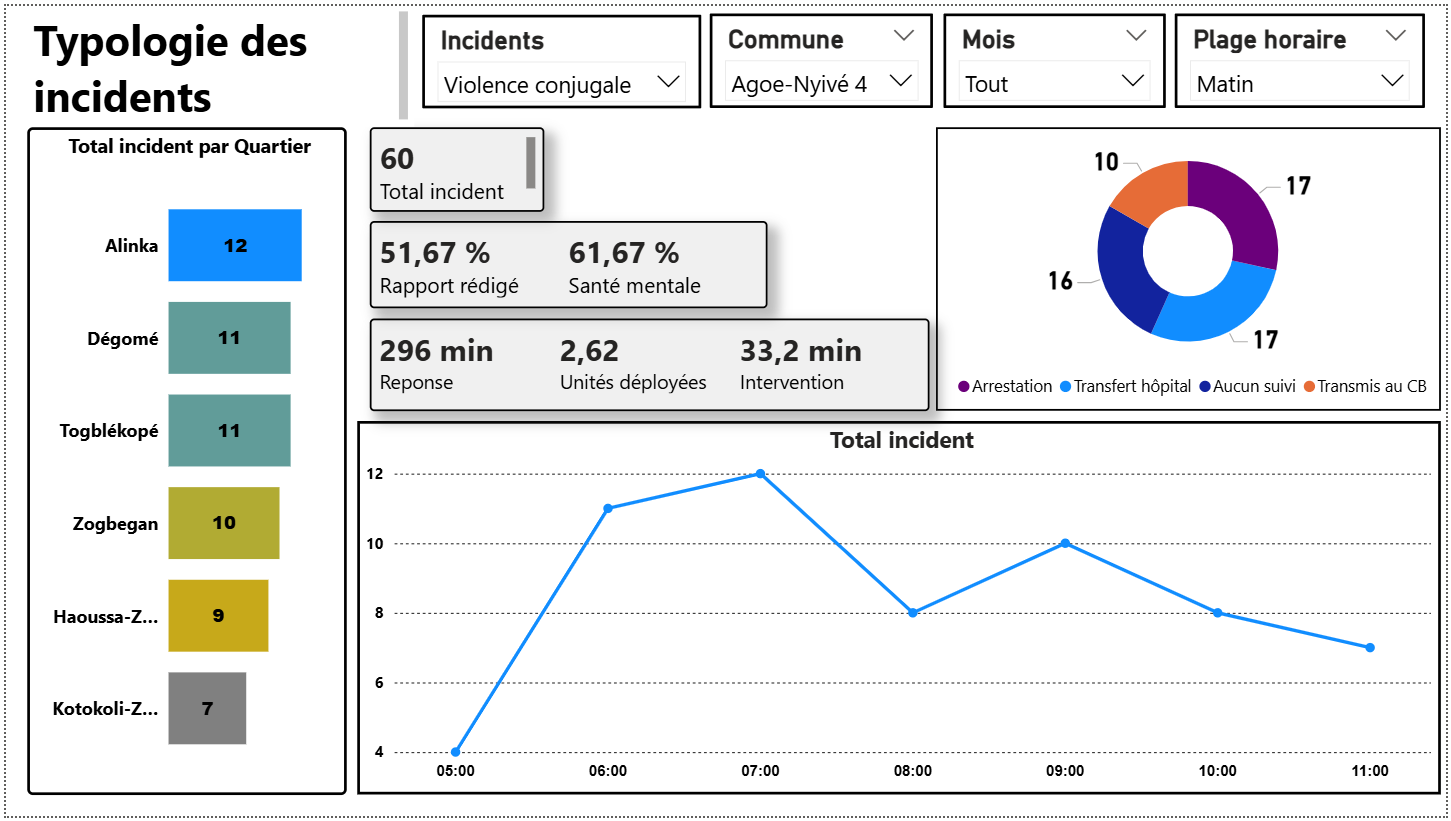 Typologie des
incidents
Incidents
Violence conjugale
Commune
Agoe-Nyivé 4
Mois
Tout
Plage horaire
Matin
Total incident par Quartier
Alinka 12
Dégomé 11
Togblékopé 11
Zogbegan 10
Haoussa-Z... 9
Kotokoli-Z... 7
60
Total incident
51,67 % 61,67 %
Rapport rédigé Santé mentale
296 min 2,62 33,2 min
Reponse Unités déployées Intervention
10
17
16
17
Arrestation Transfert hôpital Aucun suivi Transmis au CB
Total incident
12
10
8
6
4
05:00 06:00 07:00 08:00 09:00 10:00 11:00